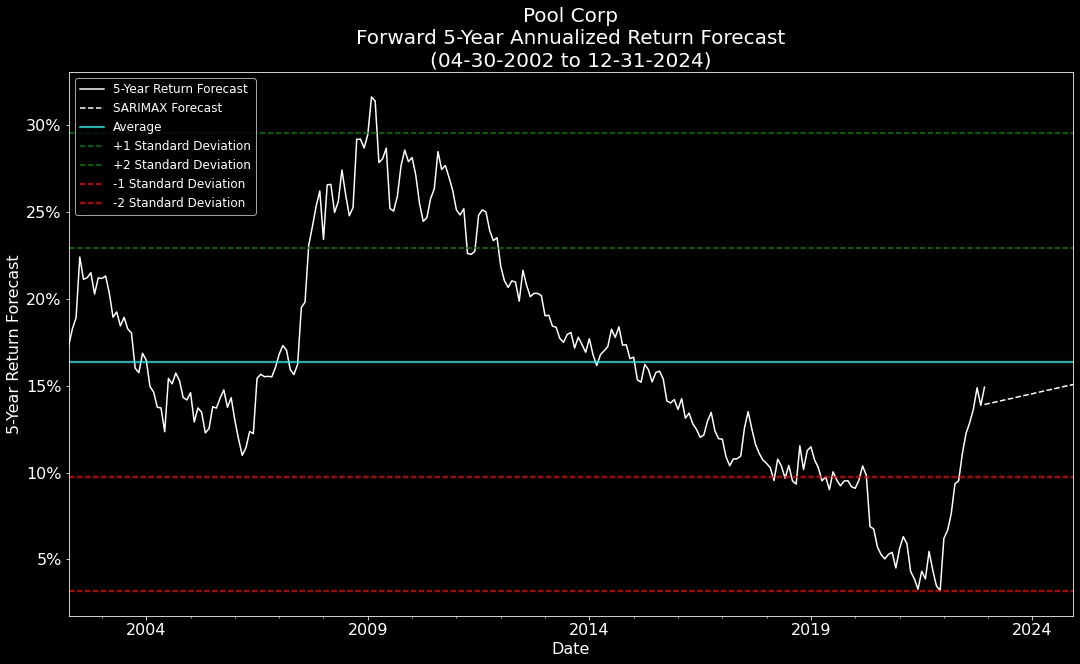 Pool Corp
Forward 5-Year Annualized Return Forecast
(04-30-2002 to 12-31-2024)
5-Year Return Forecast
SARIMAX Forecast
Average
+1 Standard Deviation
+2 Standard Deviation
-1 Standard Deviation
-2 Standard Deviation
5-Year Return Forecast
30%
25%
20%
15%
10%
5%
2004
2009
2014
2019
2024
Date